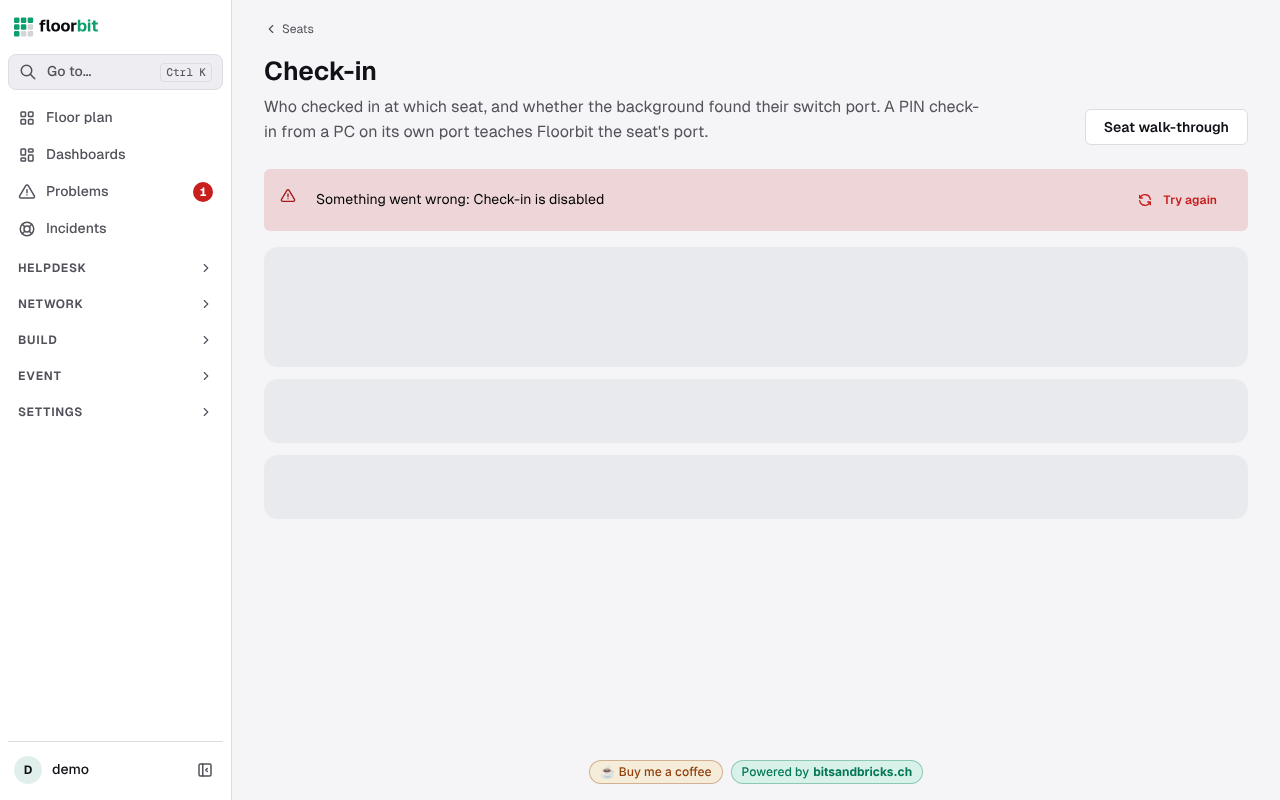 floorbit
Go to...
Ctrl K
Floor plan
Dashboards
Problems
1
Incidents
HELPDESK
NETWORK
BUILD
EVENT
SETTINGS
D
demo
Seats
Check-in
Who checked in at which seat, and whether the background found their switch port. A PIN check-
in from a PC on its own port teaches Floorbit the seat's port.
Seat walk-through
Something went wrong: Check-in is disabled
Try again
Buy me a coffee
Powered by bitsandbricks.ch